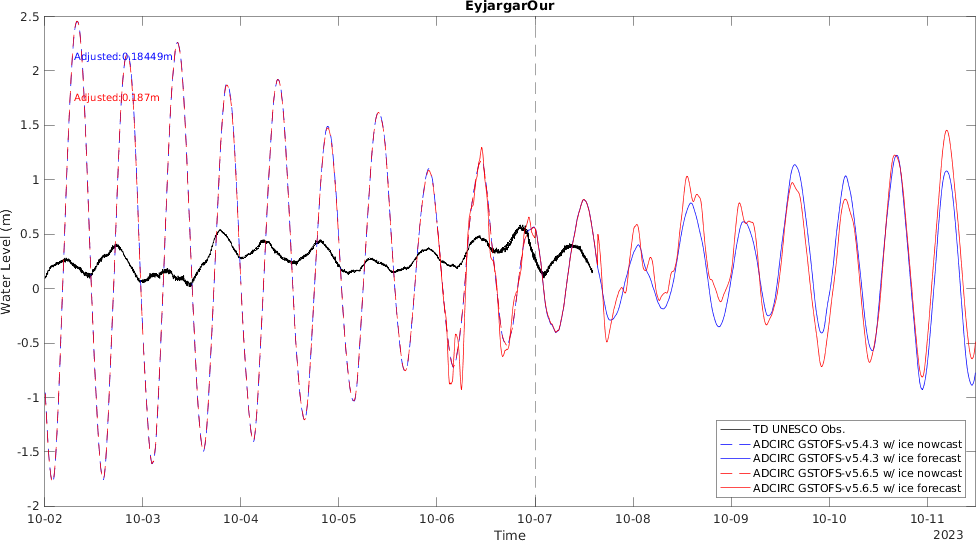 EyjargarOur
2.5
2
1.5
1
0.5
0
-0.5
-1
-1.5
-2
Water Level (m)
Adjusted:0.18449m
Adjusted:0.187m
TD UNESCO Obs.
ADCIRC GSTOFS-v5.4.3 w/ ice nowcast
ADCIRC GSTOFS-v5.4.3 w/ ice forecast
ADCIRC GSTOFS-v5.6.5 w/ ice nowcast
ADCIRC GSTOFS-v5.6.5 w/ ice forecast
10-02 10-03 10-04 10-05 10-06 10-07 10-08 10-09 10-10 10-11
Time
2023